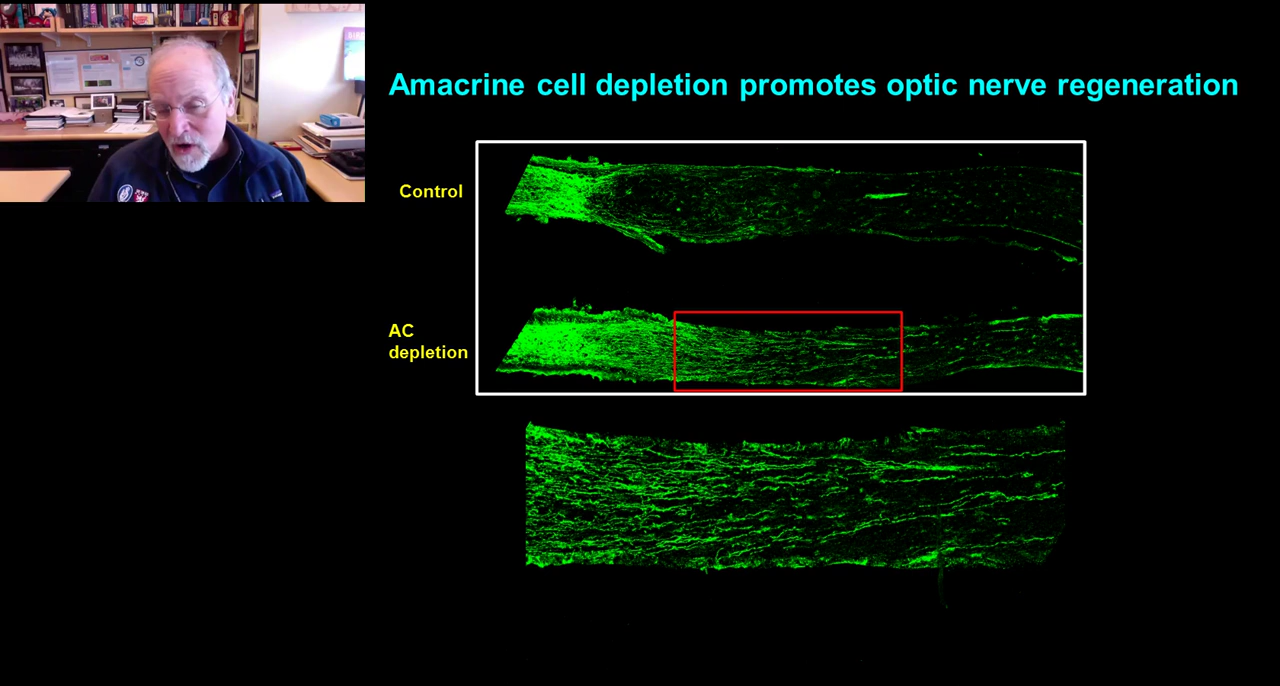 Amacrine cell depletion promotes optic nerve regeneration
Control
AC
depletion